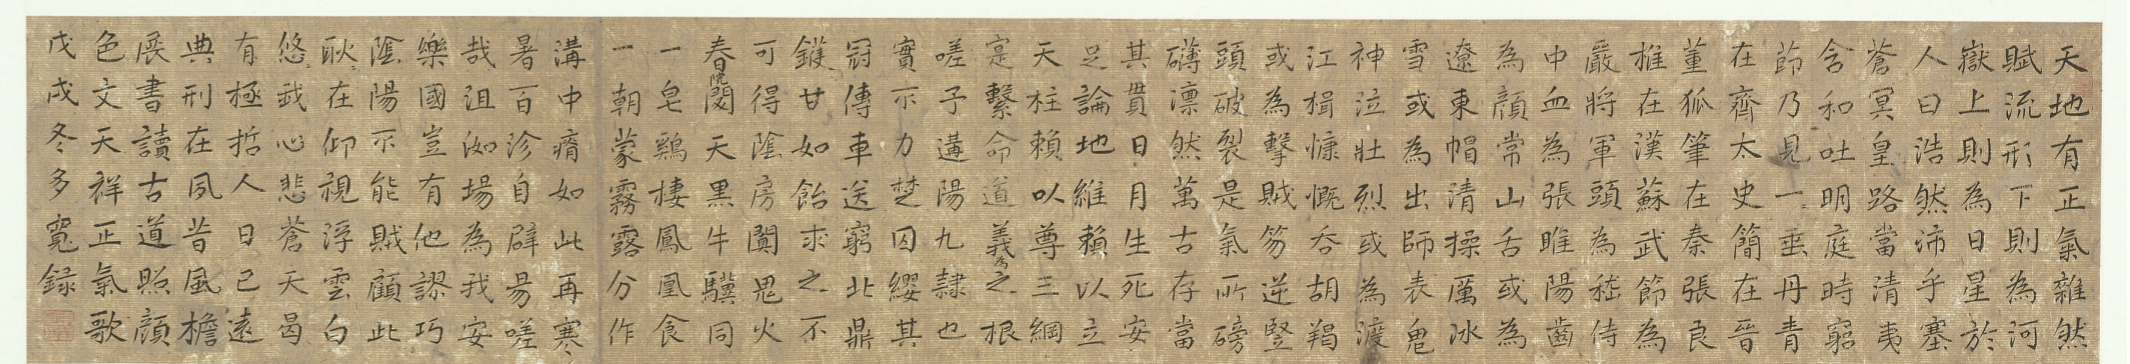 天地有正氣雜然
賦流形下則為河
嶽上則為日星於
人曰浩然沛乎塞
蒼冥皇路當清夷
含和吐明庭時窮
節乃見一垂丹青
在齊太史簡在晉
董狐筆在秦張良
推在漢蘇武節為
嚴將軍頭為嵇侍
中血為張睢陽齒
為顏常山舌或為
遼東帽清操厲冰
雪或為出師表鬼
神泣壯烈或為渡
江楫慷慨吞胡羯
或為擊賊笏逆豎
頭破裂是氣所磅
礴凛然萬古存當
其貫日月生死安
足論地維賴以立
天柱賴以尊三綱
寔繫命道義為之根
嗟予遘陽九隸也
實不力楚囚纓其
冠傳車送窮北鼎
鑊甘如飴求之不
可得陰房闃鬼火
春院閟天黑牛驥同
一皂鷄棲鳳凰食
一朝蒙霧露分作
溝中瘠如此再寒
暑百沴自辟易嗟
哉沮洳場為我安
樂國豈有他謬巧
陰陽不能賊顧此
耿〻在仰視浮雲白
悠〻我心悲蒼天曷
有極哲人日已遠
典刑在夙昔風檐
展書讀古道照顏
色文天祥正氣歌
戊戌冬多寬録